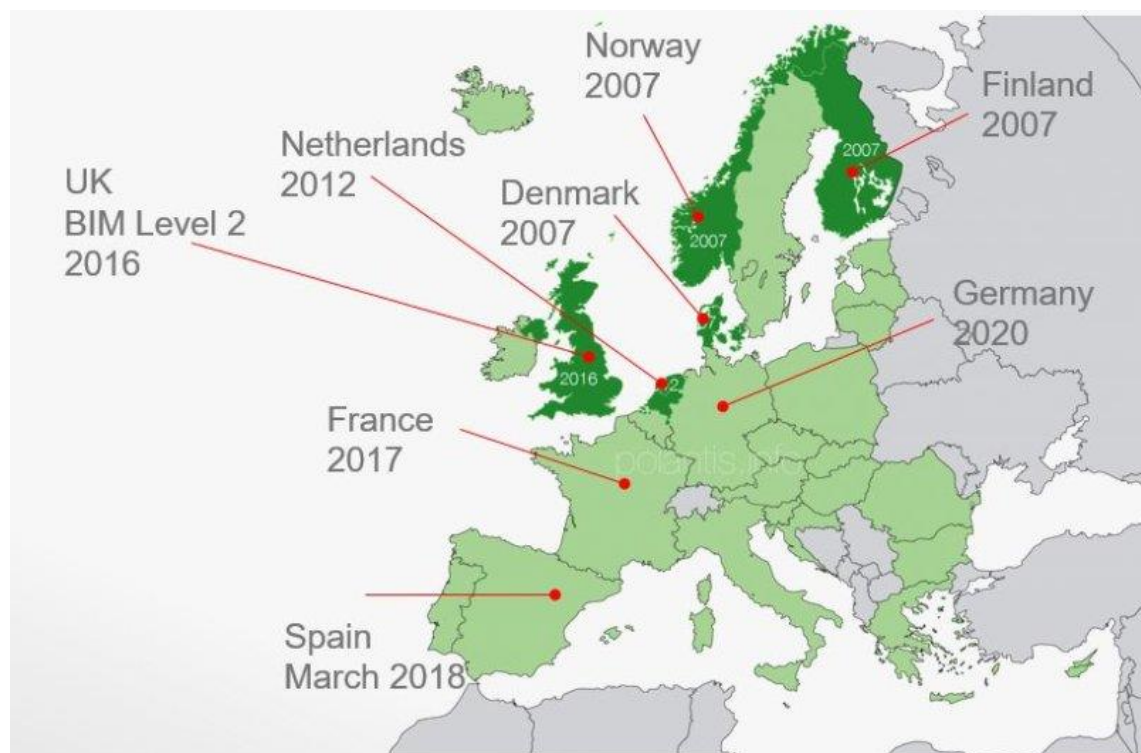 Norway
2007
Finland
2007
Netherlands
2012
UK
BIM Level 2
2016
Denmark
2007
2007
2007
Germany
2020
2016
France
2017
polantis.info
Spain
March 2018